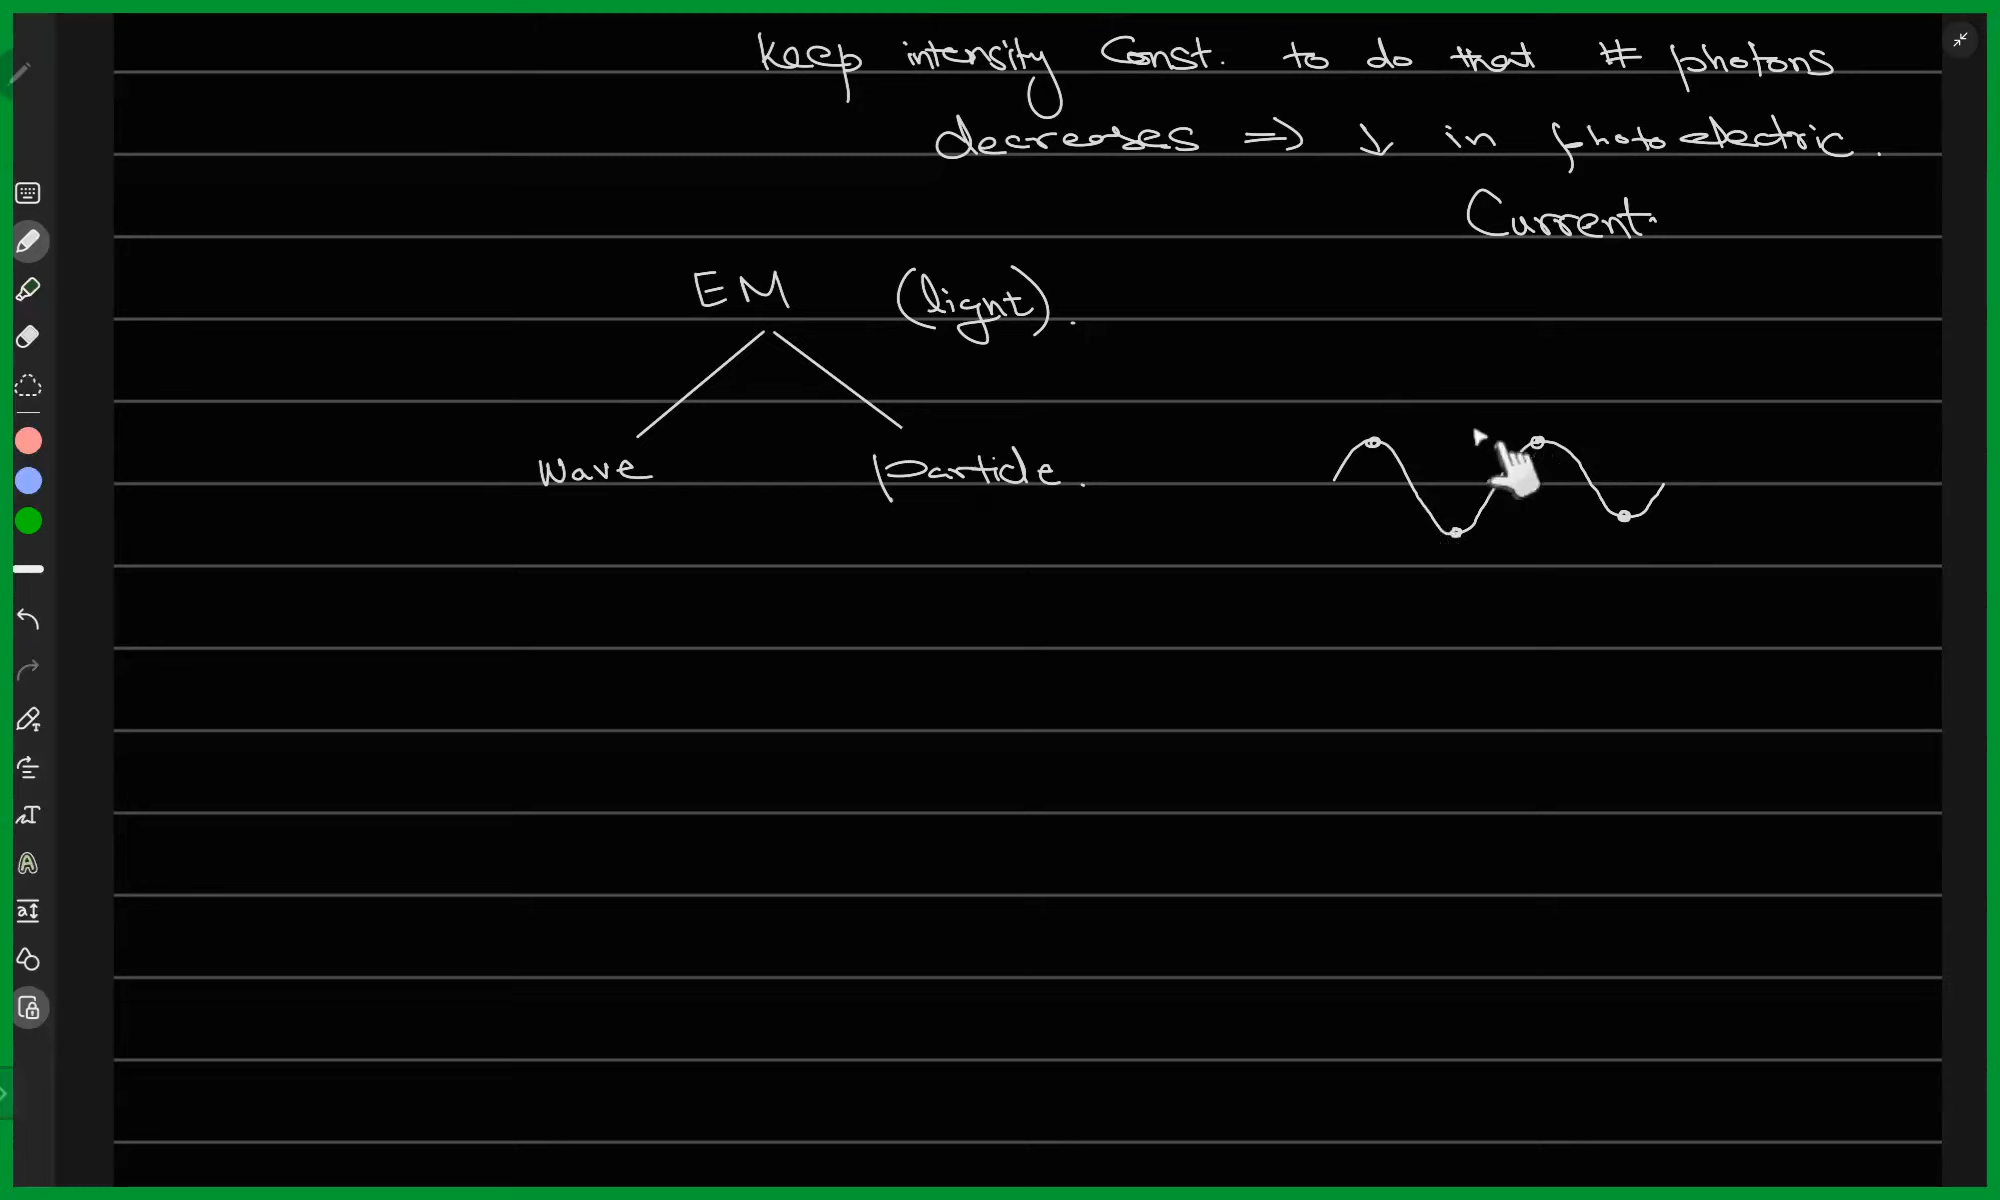 keep intensity Const. to do that # photons
decreases => ↓ in photoelectric.
Current.
EM (light).
Wave particle.